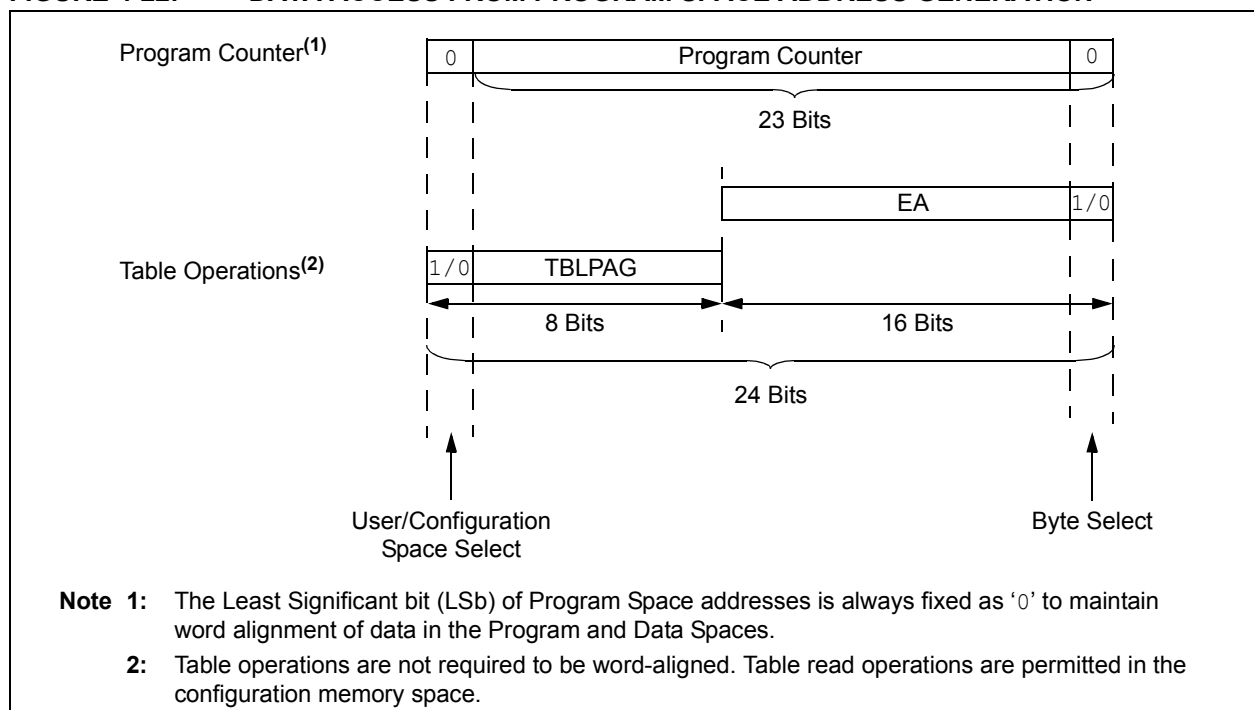 Program Counter(1)
0 Program Counter 0
23 Bits
EA 1/0
Table Operations(2) 1/0 TBLPAG
8 Bits 16 Bits
24 Bits
User/Configuration
Space Select
Byte Select
Note 1: The Least Significant bit (LSb) of Program Space addresses is always fixed as ‘0’ to maintain
word alignment of data in the Program and Data Spaces.
2: Table operations are not required to be word-aligned. Table read operations are permitted in the
configuration memory space.